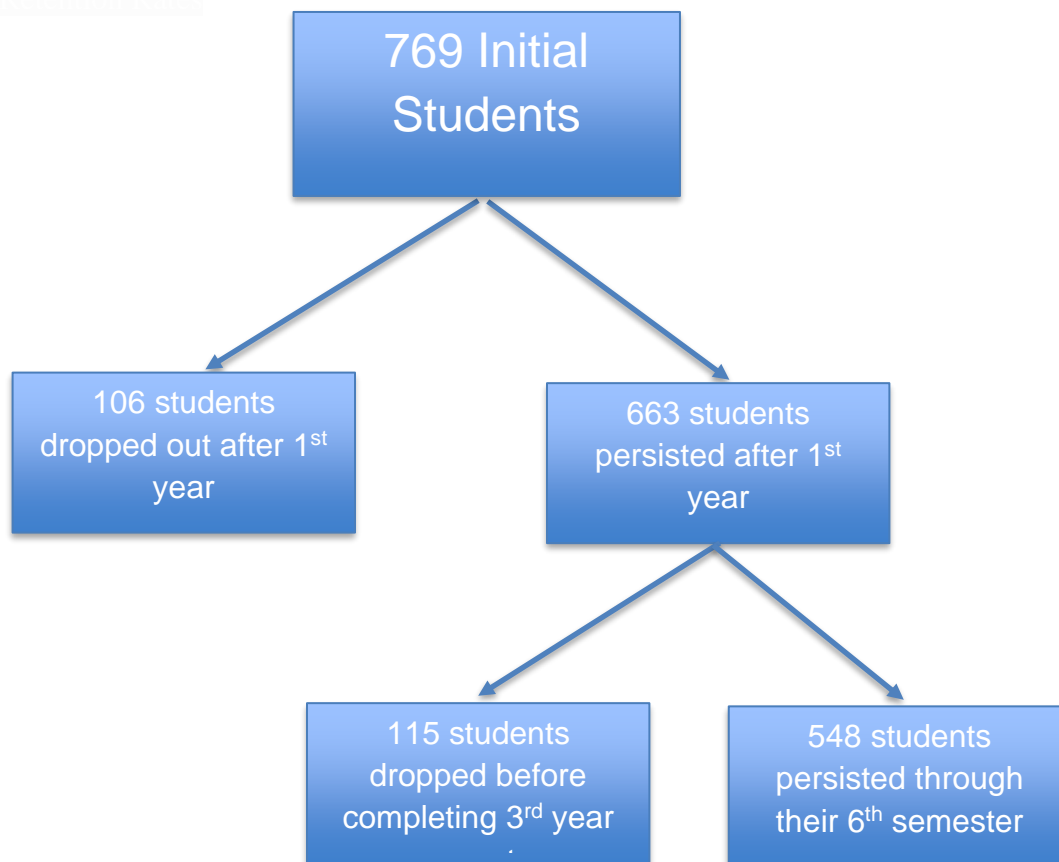 769 Initial
Students
106 students
dropped out after 1st
year
663 students
persisted after 1st
year
115 students
dropped before
completing 3rd year
548 students
persisted through
their 6th semester